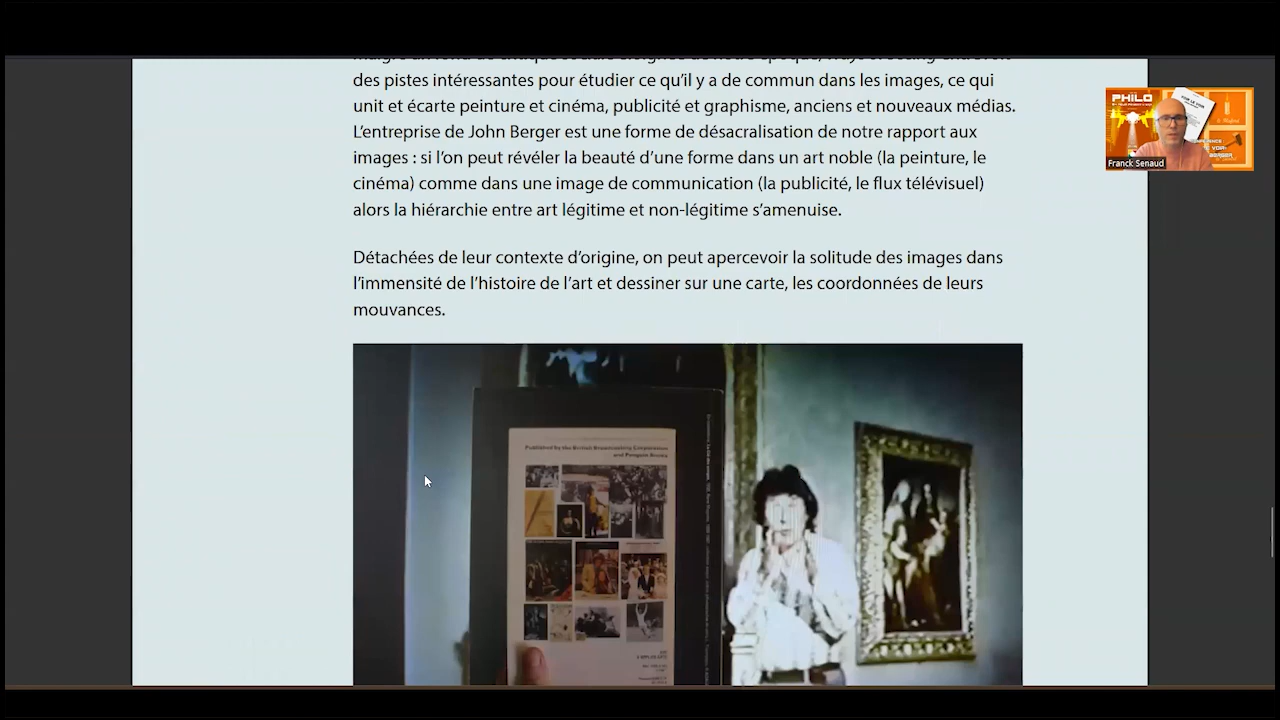 des pistes intéressantes pour étudier ce qu’il y a de commun dans les images, ce qui
unit et écarte peinture et cinéma, publicité et graphisme, anciens et nouveaux médias.
L’entreprise de John Berger est une forme de désacralisation de notre rapport aux
images : si l’on peut révéler la beauté d’une forme dans un art noble (la peinture, le
cinéma) comme dans une image de communication (la publicité, le flux télévisuel)
alors la hiérarchie entre art légitime et non-légitime s’amenuise.
Détachées de leur contexte d’origine, on peut apercevoir la solitude des images dans
l’immensité de l’histoire de l’art et dessiner sur une carte, les coordonnées de leurs
mouvances.
PHILO
Franck Senaud
Published by the British Broadcasting Corporation
and Penguin Books